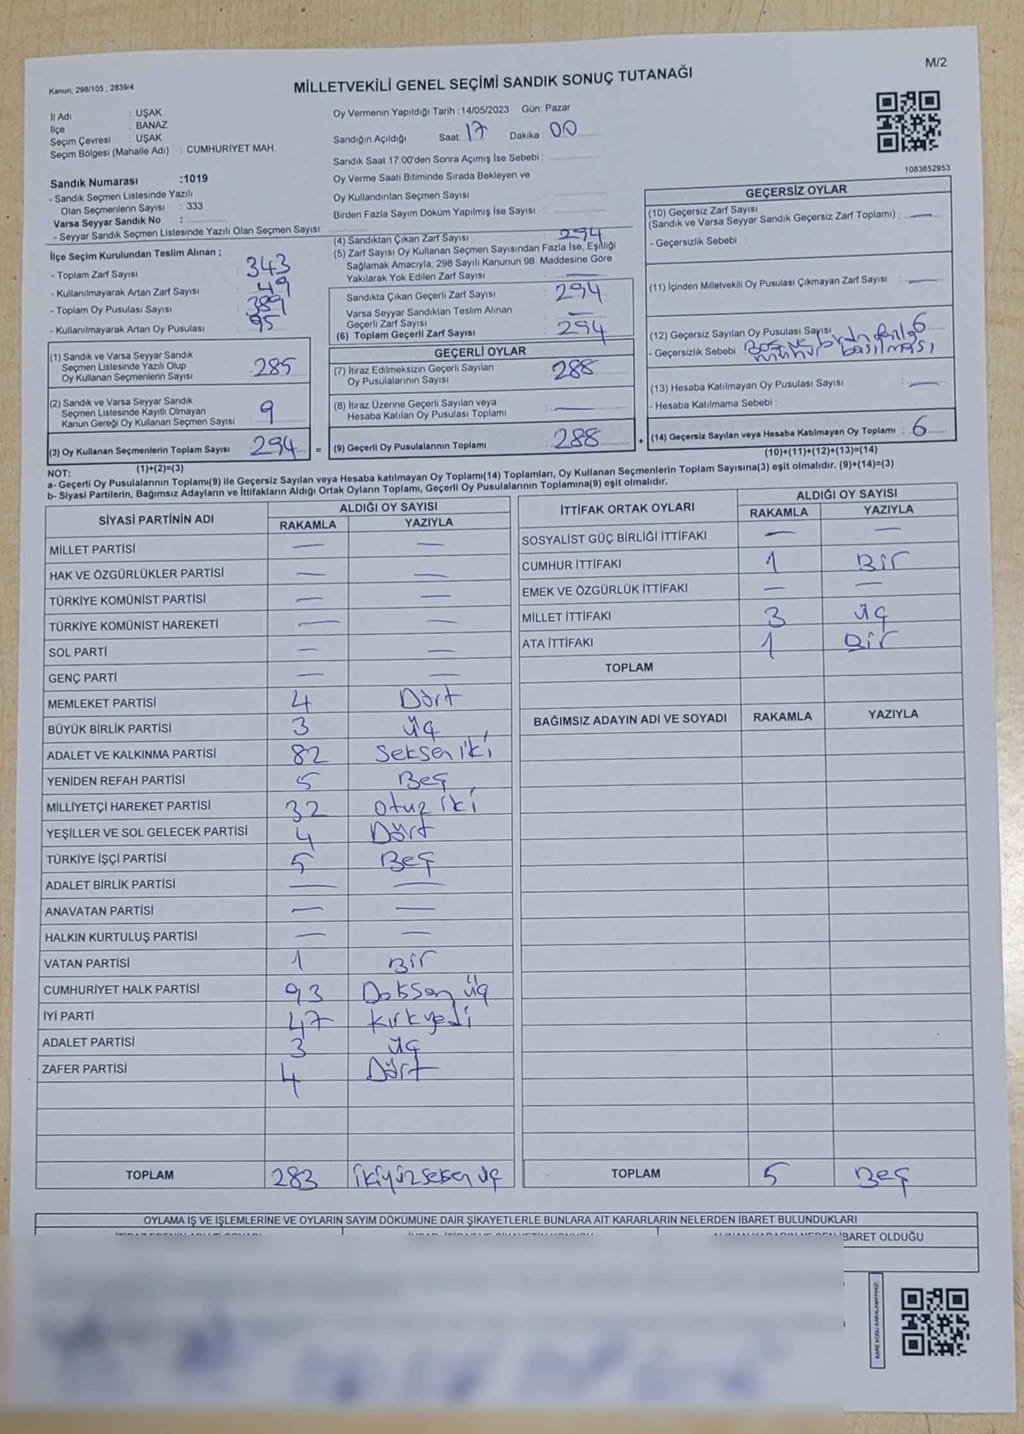 Kanun, 298/105 , 2839/4
MİLLETVEKİLİ GENEL SEÇİMİ SANDIK SONUÇ TUTANAĞI
M/2
İl Adı : UŞAK
İlçe : BANAZ
Seçim Çevresi : UŞAK
Seçim Bölgesi (Mahalle Adı) : CUMHURİYET MAH.
Sandık Numarası :1019
- Sandık Seçmen Listesinde Yazılı
Olan Seçmenlerin Sayısı : 333
Varsa Seyyar Sandık No :
- Seyyar Sandık Seçmen Listesinde Yazılı Olan Seçmen Sayısı :
İlçe Seçim Kurulundan Teslim Alınan ;
- Toplam Zarf Sayısı : 343
- Kullanılmayarak Artan Zarf Sayısı : 49
- Toplam Oy Pusulası Sayısı : 389
- Kullanılmayarak Artan Oy Pusulası : 95
(1) Sandık ve Varsa Seyyar Sandık
Seçmen Listesinde Yazılı Olup
Oy Kullanan Seçmenlerin Sayısı : 285
(2) Sandık ve Varsa Seyyar Sandık
Seçmen Listesinde Kayıtlı Olmayan
Kanun Gereği Oy Kullanan Seçmen Sayısı : 9
(3) Oy Kullanan Seçmenlerin Toplam Sayısı : 294
(1)+(2)=(3)
Oy Vermenin Yapıldığı Tarih :14/05/2023 Gün: Pazar
Sandığın Açıldığı Saat: 17 Dakika : 00
Sandık Saat 17.00'den Sonra Açımış İse Sebebi :
Oy Verme Saati Bitiminde Sırada Bekleyen ve
Oy Kullandırılan Seçmen Sayısı :
Birden Fazla Sayım Döküm Yapılmış İse Sayısı :
(4) Sandıktan Çıkan Zarf Sayısı : 294
(5) Zarf Sayısı Oy Kullanan Seçmen Sayısından Fazla İse, Eşitliği
Sağlamak Amacıyla, 298 Sayılı Kanunun 98. Maddesine Göre
Yakılarak Yok Edilen Zarf Sayısı : —
Sandıkta Çıkan Geçerli Zarf Sayısı : 294
Varsa Seyyar Sandıktan Teslim Alınan
Geçerli Zarf Sayısı : —
(6) Toplam Geçerli Zarf Sayısı : 294
GEÇERLİ OYLAR
(7) İtiraz Edilmeksizin Geçerli Sayılan
Oy Pusulasının Sayısı : 288
(8) İtiraz Üzerine Geçerli Sayılan veya
Hesaba Katılan Oy Pusulası Toplamı : —
= (9) Geçerli Oy Pusulalarının Toplamı : 288
1083652953
GEÇERSİZ OYLAR
(10) Geçersiz Zarf Sayısı
(Sandık ve Varsa Seyyar Sandık Geçersiz Zarf Toplamı) : —
- Geçersizlik Sebebi :
(11) İçinden Milletvekili Oy Pusulası Çıkmayan Zarf Sayısı : —
(12) Geçersiz Sayılan Oy Pusulası Sayısı : 6
- Geçersizlik Sebebi : Boş ve birden fazla
mühür basılması
(13) Hesaba Katılmayan Oy Pusulası Sayısı : —
- Hesaba Katılmama Sebebi :
+ (14) Geçersiz Sayılan veya Hesaba Katılmayan Oy Toplamı : 6
(10)+(11)+(12)+(13)=(14)
NOT:
a- Geçerli Oy Pusulalarının Toplamı(9) ile Geçersiz Sayılan veya Hesaba katılmayan Oy Toplamı(14) Toplamları, Oy Kullanan Seçmenlerin Toplam Sayısına(3) eşit olmalıdır. (9)+(14)=(3)
b- Siyasi Partilerin, Bağımsız Adayların ve İttifakların Aldığı Ortak Oyların Toplamı, Geçerli Oy Pusulalarının Toplamına(9) eşit olmalıdır.
SİYASİ PARTİNİN ADI ALDIĞI OY SAYISI
RAKAMLA YAZIYLA
MİLLET PARTİSİ — —
HAK VE ÖZGÜRLÜKLER PARTİSİ — —
TÜRKİYE KOMÜNİST PARTİSİ — —
TÜRKİYE KOMÜNİST HAREKETİ — —
SOL PARTİ — —
GENÇ PARTİ — —
MEMLEKET PARTİSİ 4 Dört
BÜYÜK BİRLİK PARTİSİ 3 üç
ADALET VE KALKINMA PARTİSİ 82 Seksen iki
YENİDEN REFAH PARTİSİ 5 Beş
MİLLİYETÇİ HAREKET PARTİSİ 32 otuz iki
YEŞİLLER VE SOL GELECEK PARTİSİ 4 Dört
TÜRKİYE İŞÇİ PARTİSİ 5 Beş
ADALET BİRLİK PARTİSİ — —
ANAVATAN PARTİSİ — —
HALKIN KURTULUŞ PARTİSİ — —
VATAN PARTİSİ 1 Bir
CUMHURİYET HALK PARTİSİ 93 Doksan üç
İYİ PARTİ 47 kırkyedi
ADALET PARTİSİ 3 üç
ZAFER PARTİSİ 4 Dört
TOPLAM 283 ikiyüzseksen üç
İTTİFAK ORTAK OYLARI ALDIĞI OY SAYISI
RAKAMLA YAZIYLA
SOSYALİST GÜÇ BİRLİĞİ İTTİFAKI — —
CUMHUR İTTİFAKI 1 Bir
EMEK VE ÖZGÜRLÜK İTTİFAKI — —
MİLLET İTTİFAKI 3 üç
ATA İTTİFAKI 1 Bir
TOPLAM
BAĞIMSIZ ADAYIN ADI VE SOYADI RAKAMLA YAZIYLA
TOPLAM 5 Beş
OYLAMA İŞ VE İŞLEMLERİNE VE OYLARIN SAYIM DÖKÜMÜNE DAİR ŞİKAYETLERLE BUNLARA AİT KARARLARIN NELERDEN İBARET BULUNDUKLARI
İBARET OLDUĞU